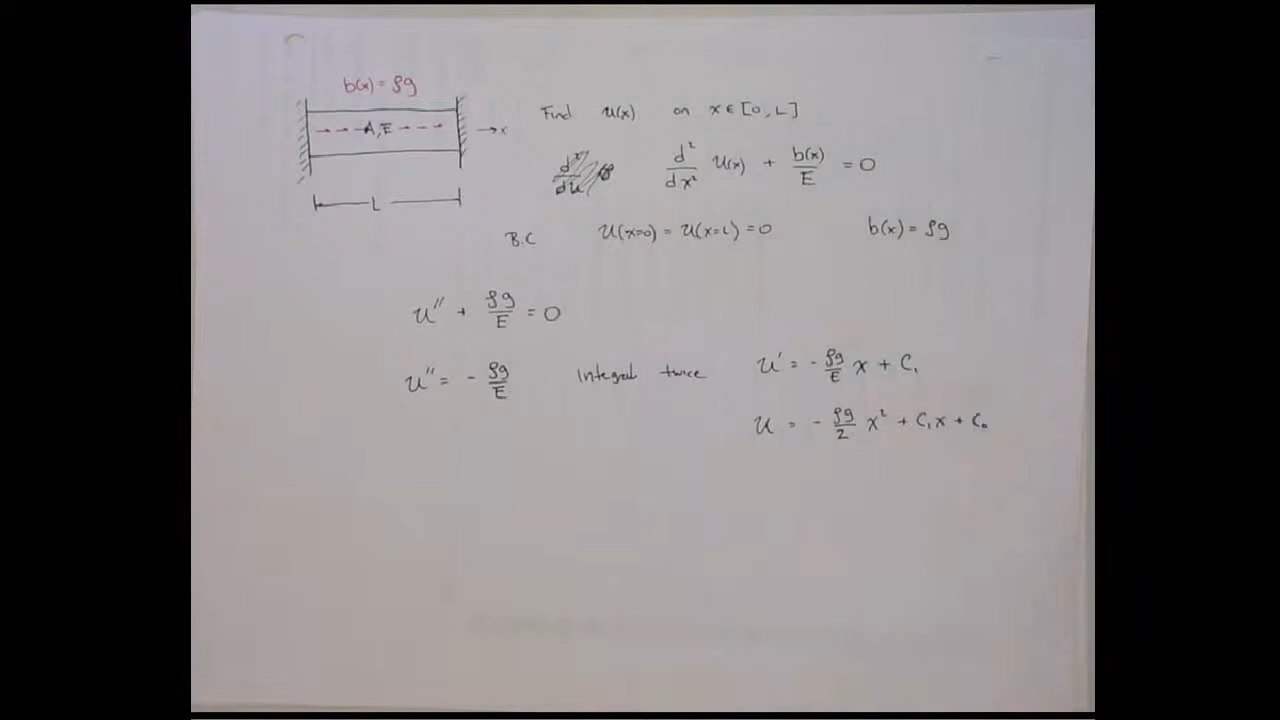 b(x) = ρg
A, E
→ x
L
Find u(x) on x ∈ [0, L]
d²/dx² u(x) + b(x)/E = 0
B.C u(x=0) = u(x=L) = 0 b(x) = ρg
u'' + ρg/E = 0
u'' = - ρg/E Integral twice u' = - ρg/E x + C₁
u = - ρg/2 x² + C₁x + C₀